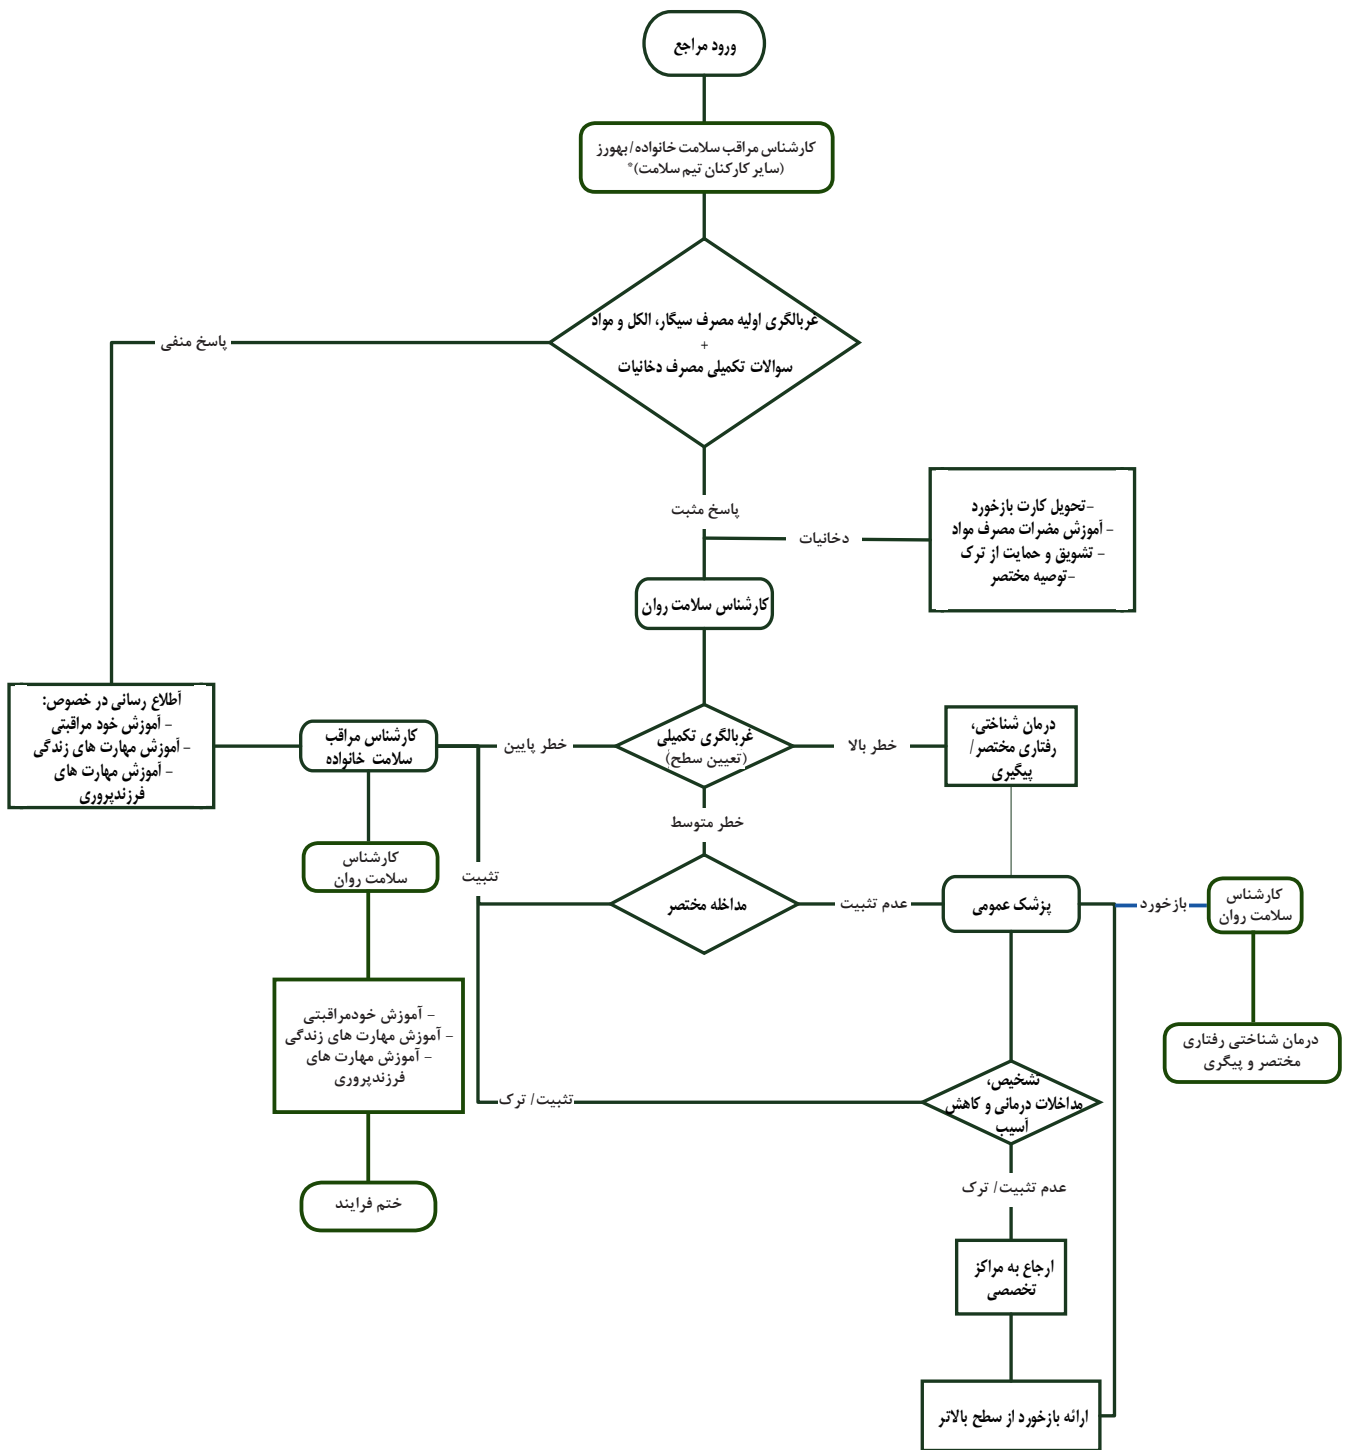 ورود مراجع
کارشناس مراقب سلامت خانواده/بهورز
(سایر کارکنان تیم سلامت)*
غربالگری اولیه مصرف سیگار، الکل و مواد
+
سوالات تکمیلی مصرف دخانیات
پاسخ منفی
پاسخ مثبت
دخانیات
-تحویل کارت بازخورد
- آموزش مضرات مصرف مواد
- تشویق و حمایت از ترک
-توصیه مختصر
کارشناس سلامت روان
غربالگری تکمیلی
(تعیین سطح)
خطر بالا
درمان شناختی،
رفتاری مختصر/
پیگیری
خطر پایین
کارشناس مراقب
سلامت خانواده
اطلاع رسانی در خصوص:
- آموزش خود مراقبتی
- آموزش مهارت های زندگی
- آموزش مهارت های
فرزندپروری
خطر متوسط
کارشناس
سلامت روان
تثبیت
مداخله مختصر
عدم تثبیت
پزشک عمومی
بازخورد
کارشناس
سلامت روان
درمان شناختی رفتاری
مختصر و پیگری
- آموزش خودمراقبتی
- آموزش مهارت های زندگی
- آموزش مهارت های
فرزندپروری
تشخیص،
مداخلات درمانی و کاهش
آسیب
تثبیت/ ترک
عدم تثبیت/ ترک
ختم فرایند
ارجاع به مراکز
تخصصی
ارائه بازخورد از سطح بالاتر